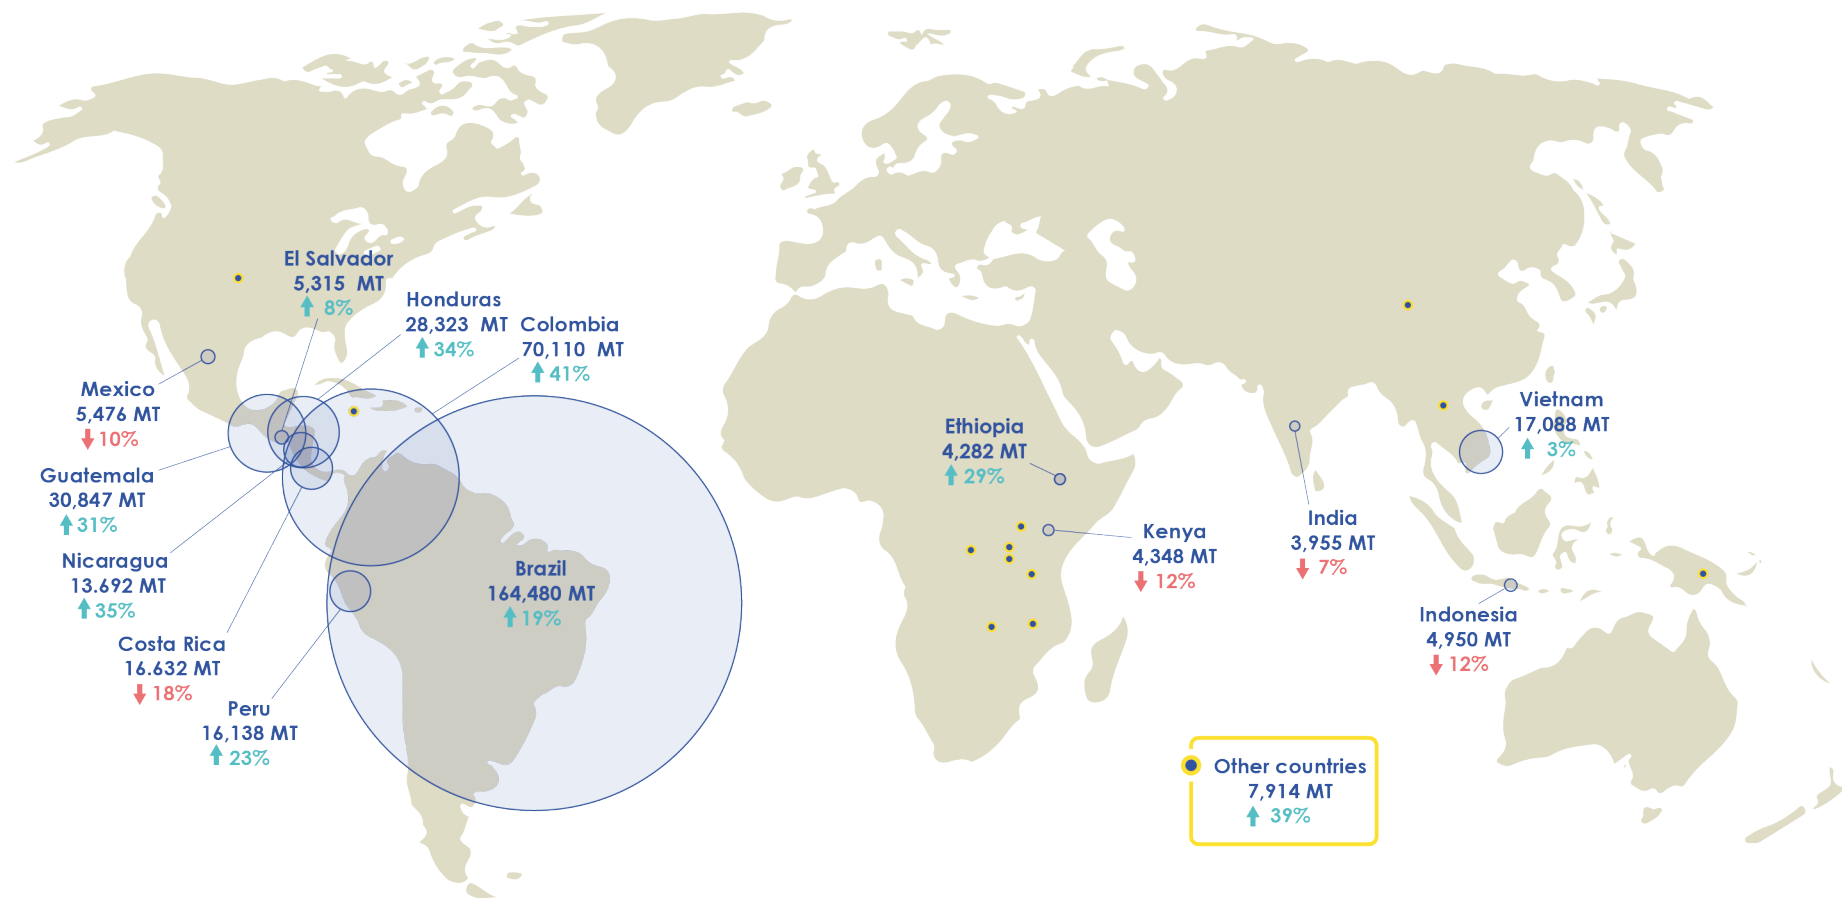 El Salvador
5,315 MT
8%
Honduras
28,323 MT
34%
Colombia
70,110 MT
41%
Mexico
5,476 MT
10%
Guatemala
30,847 MT
31%
Nicaragua
13.692 MT
35%
Costa Rica
16.632 MT
18%
Peru
16,138 MT
23%
Brazil
164,480 MT
19%
Ethiopia
4,282 MT
29%
Kenya
4,348 MT
12%
India
3,955 MT
7%
Vietnam
17,088 MT
3%
Indonesia
4,950 MT
12%
Other countries
7,914 MT
39%